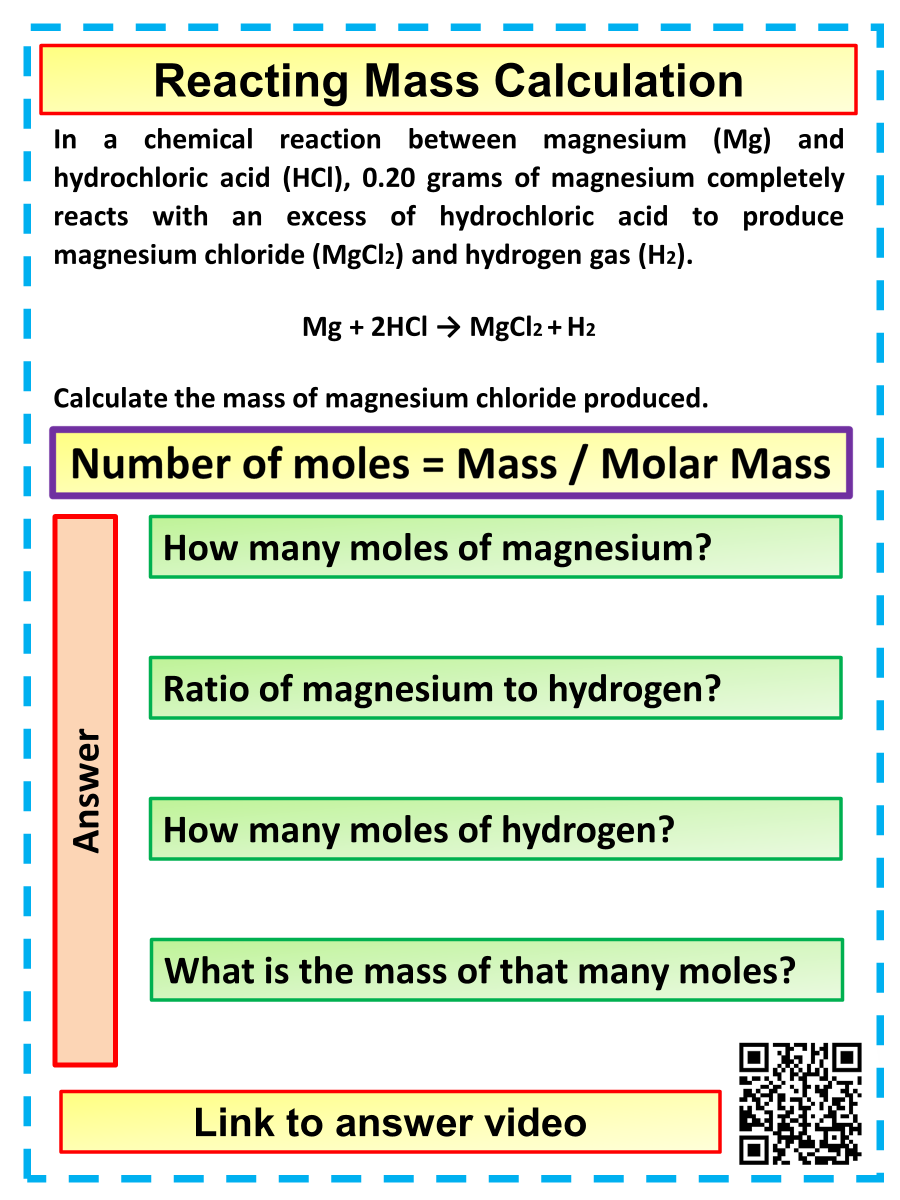 Reacting Mass Calculation
In a chemical reaction between magnesium (Mg) and
hydrochloric acid (HCl), 0.20 grams of magnesium completely
reacts with an excess of hydrochloric acid to produce
magnesium chloride (MgCl₂) and hydrogen gas (H₂).
Mg + 2HCl → MgCl₂ + H₂
Calculate the mass of magnesium chloride produced.
Number of moles = Mass / Molar Mass
Answer
How many moles of magnesium?
Ratio of magnesium to hydrogen?
How many moles of hydrogen?
What is the mass of that many moles?
Link to answer video